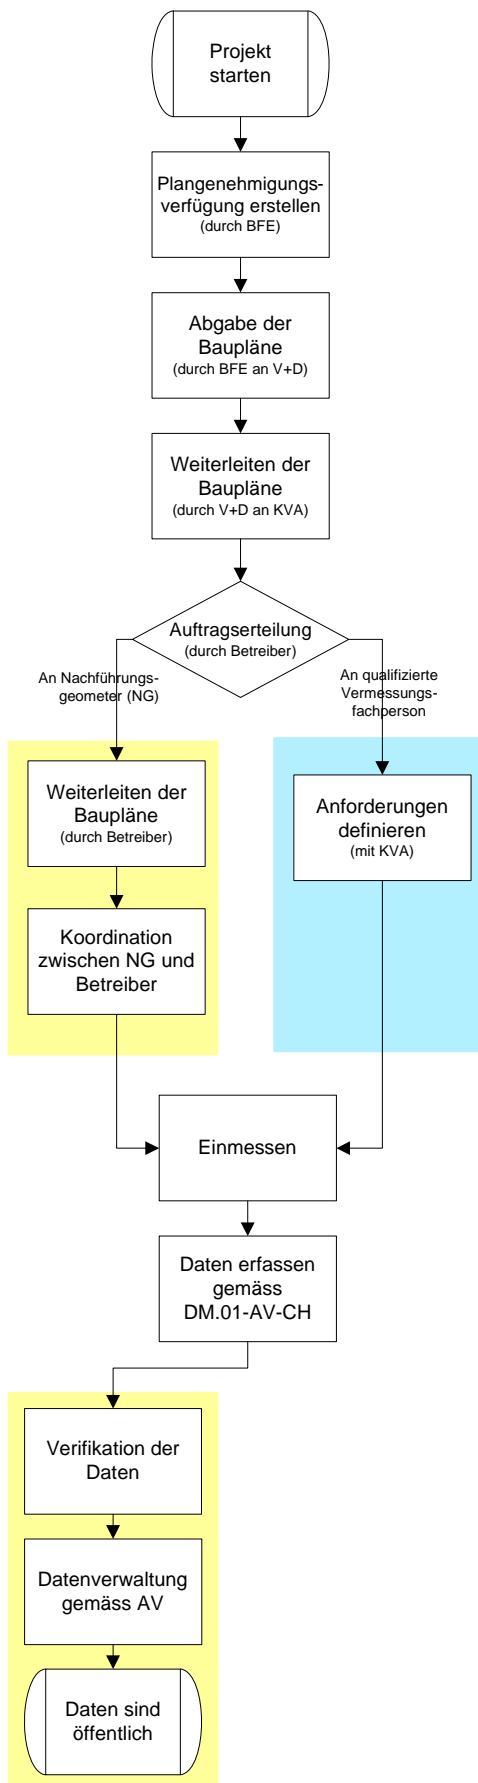 Projekt
starten
Plangenehmigungs-
verfügung erstellen
(durch BFE)
Abgabe der
Baupläne
(durch BFE an V+D)
Weiterleiten der
Baupläne
(durch V+D an KVA)
Auftragserteilung
(durch Betreiber)
An Nachführungs-
geometer (NG)
An qualifizierte
Vermessungs-
fachperson
Weiterleiten der
Baupläne
(durch Betreiber)
Anforderungen
definieren
(mit KVA)
Koordination
zwischen NG und
Betreiber
Einmessen
Daten erfassen
gemäss
DM.01-AV-CH
Verifikation der
Daten
Datenverwaltung
gemäss AV
Daten sind
öffentlich